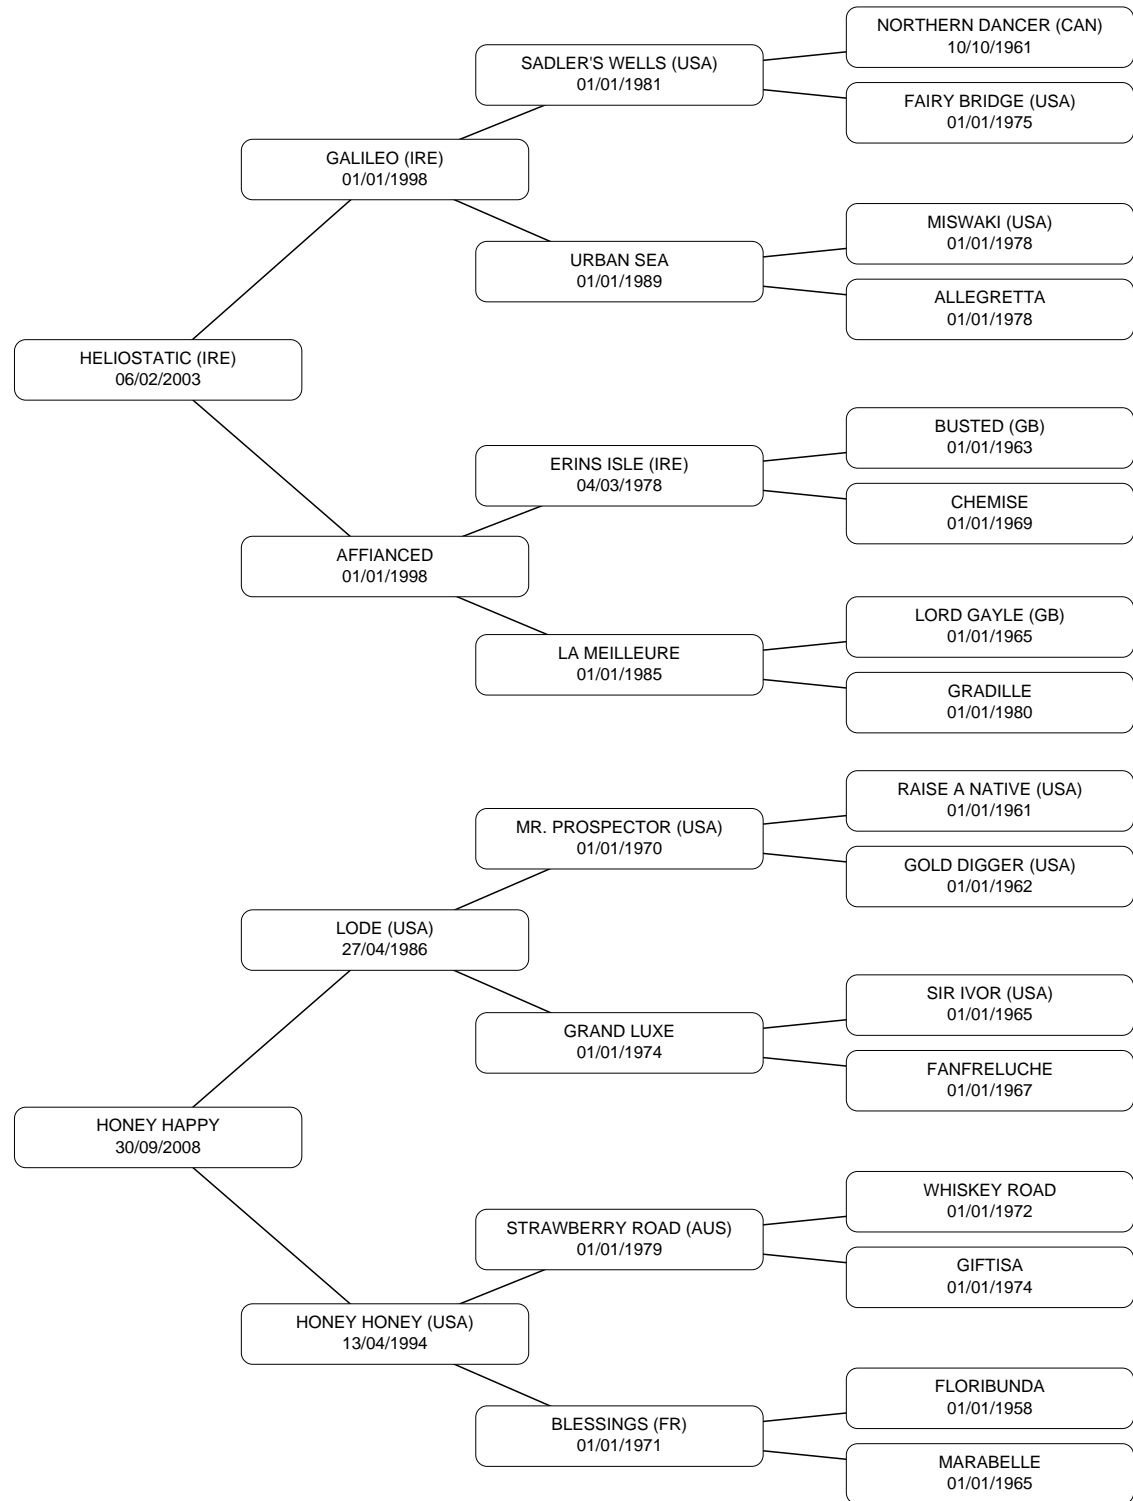 NORTHERN DANCER (CAN)
10/10/1961
SADLER'S WELLS (USA)
01/01/1981
FAIRY BRIDGE (USA)
01/01/1975
GALILEO (IRE)
01/01/1998
MISWAKI (USA)
01/01/1978
URBAN SEA
01/01/1989
ALLEGRETTA
01/01/1978
HELIOSTATIC (IRE)
06/02/2003
BUSTED (GB)
01/01/1963
ERINS ISLE (IRE)
04/03/1978
CHEMISE
01/01/1969
AFFIANCED
01/01/1998
LORD GAYLE (GB)
01/01/1965
LA MEILLEURE
01/01/1985
GRADILLE
01/01/1980
RAISE A NATIVE (USA)
01/01/1961
MR. PROSPECTOR (USA)
01/01/1970
GOLD DIGGER (USA)
01/01/1962
LODE (USA)
27/04/1986
SIR IVOR (USA)
01/01/1965
GRAND LUXE
01/01/1974
FANFRELUCHE
01/01/1967
HONEY HAPPY
30/09/2008
WHISKEY ROAD
01/01/1972
STRAWBERRY ROAD (AUS)
01/01/1979
GIFTISA
01/01/1974
HONEY HONEY (USA)
13/04/1994
FLORIBUNDA
01/01/1958
BLESSINGS (FR)
01/01/1971
MARABELLE
01/01/1965